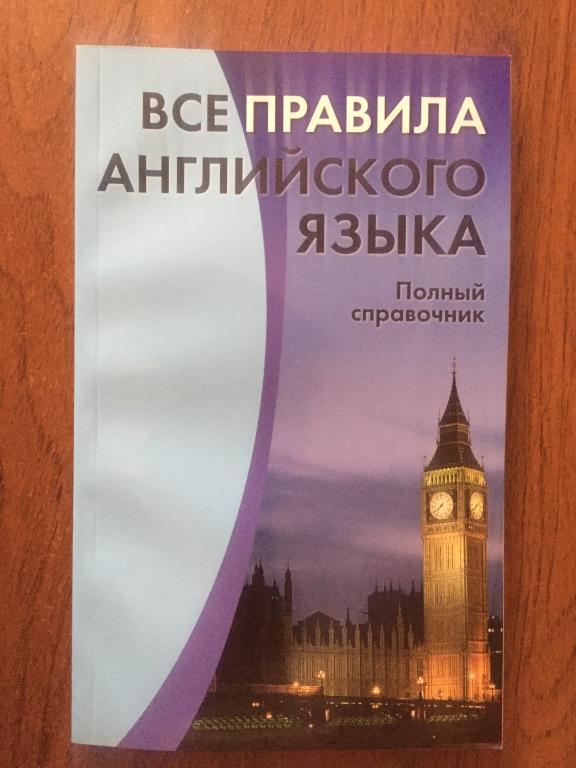 ВСЕ ПРАВИЛА
АНГЛИЙСКОГО
ЯЗЫКА
Полный
справочник